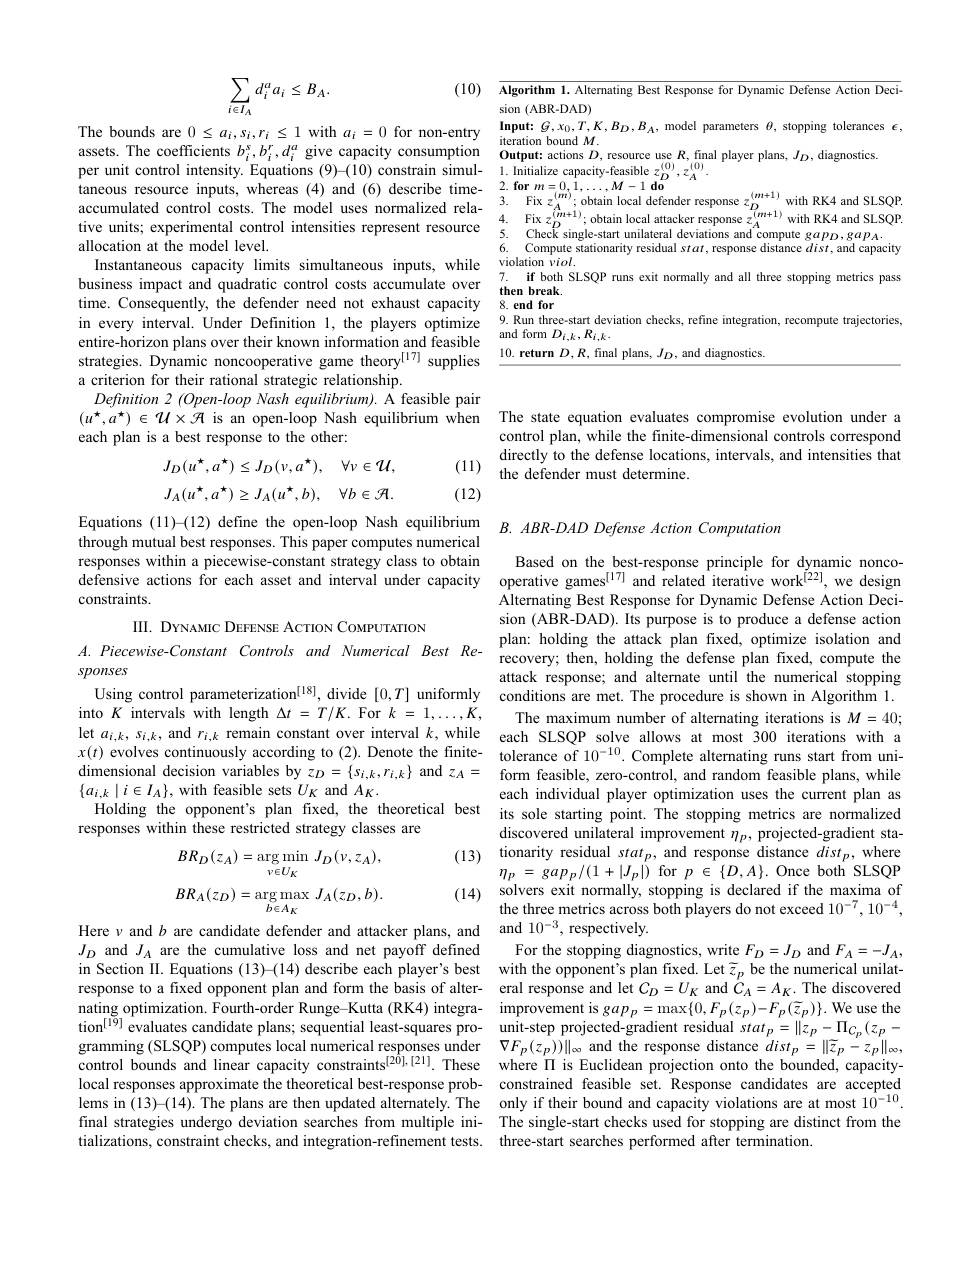 ∑_{i∈I_A} d_i^a a_i ≤ B_A. (10)
The bounds are 0 ≤ a_i, s_i, r_i ≤ 1 with a_i = 0 for non-entry
assets. The coefficients b_i^s, b_i^r, d_i^a give capacity consumption
per unit control intensity. Equations (9)–(10) constrain simul-
taneous resource inputs, whereas (4) and (6) describe time-
accumulated control costs. The model uses normalized rela-
tive units; experimental control intensities represent resource
allocation at the model level.
Instantaneous capacity limits simultaneous inputs, while
business impact and quadratic control costs accumulate over
time. Consequently, the defender need not exhaust capacity
in every interval. Under Definition 1, the players optimize
entire-horizon plans over their known information and feasible
strategies. Dynamic noncooperative game theory[17] supplies
a criterion for their rational strategic relationship.
Definition 2 (Open-loop Nash equilibrium). A feasible pair
(u★, a★) ∈ 𝒰 × 𝒜 is an open-loop Nash equilibrium when
each plan is a best response to the other:
J_D(u★, a★) ≤ J_D(v, a★), ∀v ∈ 𝒰, (11)
J_A(u★, a★) ≥ J_A(u★, b), ∀b ∈ 𝒜. (12)
Equations (11)–(12) define the open-loop Nash equilibrium
through mutual best responses. This paper computes numerical
responses within a piecewise-constant strategy class to obtain
defensive actions for each asset and interval under capacity
constraints.
III. Dynamic Defense Action Computation
A. Piecewise-Constant Controls and Numerical Best Re-
sponses
Using control parameterization[18], divide [0, T] uniformly
into K intervals with length Δt = T/K. For k = 1, . . . , K,
let a_{i,k}, s_{i,k}, and r_{i,k} remain constant over interval k, while
x(t) evolves continuously according to (2). Denote the finite-
dimensional decision variables by z_D = {s_{i,k}, r_{i,k}} and z_A =
{a_{i,k} | i ∈ I_A}, with feasible sets U_K and A_K.
Holding the opponent's plan fixed, the theoretical best
responses within these restricted strategy classes are
BR_D(z_A) = arg min_{v∈U_K} J_D(v, z_A), (13)
BR_A(z_D) = arg max_{b∈A_K} J_A(z_D, b). (14)
Here v and b are candidate defender and attacker plans, and
J_D and J_A are the cumulative loss and net payoff defined
in Section II. Equations (13)–(14) describe each player's best
response to a fixed opponent plan and form the basis of alter-
nating optimization. Fourth-order Runge–Kutta (RK4) integra-
tion[19] evaluates candidate plans; sequential least-squares pro-
gramming (SLSQP) computes local numerical responses under
control bounds and linear capacity constraints[20], [21]. These
local responses approximate the theoretical best-response prob-
lems in (13)–(14). The plans are then updated alternately. The
final strategies undergo deviation searches from multiple ini-
tializations, constraint checks, and integration-refinement tests.
Algorithm 1. Alternating Best Response for Dynamic Defense Action Deci-
sion (ABR-DAD)
Input: 𝒢, x_0, T, K, B_D, B_A, model parameters θ, stopping tolerances ϵ,
iteration bound M.
Output: actions D, resource use R, final player plans, J_D, diagnostics.
1. Initialize capacity-feasible z_D^{(0)}, z_A^{(0)}.
2. for m = 0, 1, . . . , M − 1 do
3. Fix z_A^{(m)}; obtain local defender response z_D^{(m+1)} with RK4 and SLSQP.
4. Fix z_D^{(m+1)}; obtain local attacker response z_A^{(m+1)} with RK4 and SLSQP.
5. Check single-start unilateral deviations and compute gap_D, gap_A.
6. Compute stationarity residual stat, response distance dist, and capacity
violation viol.
7. if both SLSQP runs exit normally and all three stopping metrics pass
then break.
8. end for
9. Run three-start deviation checks, refine integration, recompute trajectories,
and form D_{i,k}, R_{i,k}.
10. return D, R, final plans, J_D, and diagnostics.
The state equation evaluates compromise evolution under a
control plan, while the finite-dimensional controls correspond
directly to the defense locations, intervals, and intensities that
the defender must determine.
B. ABR-DAD Defense Action Computation
Based on the best-response principle for dynamic nonco-
operative games[17] and related iterative work[22], we design
Alternating Best Response for Dynamic Defense Action Deci-
sion (ABR-DAD). Its purpose is to produce a defense action
plan: holding the attack plan fixed, optimize isolation and
recovery; then, holding the defense plan fixed, compute the
attack response; and alternate until the numerical stopping
conditions are met. The procedure is shown in Algorithm 1.
The maximum number of alternating iterations is M = 40;
each SLSQP solve allows at most 300 iterations with a
tolerance of 10^{−10}. Complete alternating runs start from uni-
form feasible, zero-control, and random feasible plans, while
each individual player optimization uses the current plan as
its sole starting point. The stopping metrics are normalized
discovered unilateral improvement η_p, projected-gradient sta-
tionarity residual stat_p, and response distance dist_p, where
η_p = gap_p/(1 + |J_p|) for p ∈ {D, A}. Once both SLSQP
solvers exit normally, stopping is declared if the maxima of
the three metrics across both players do not exceed 10^{−7}, 10^{−4},
and 10^{−3}, respectively.
For the stopping diagnostics, write F_D = J_D and F_A = −J_A,
with the opponent's plan fixed. Let z̃_p be the numerical unilat-
eral response and let C_D = U_K and C_A = A_K. The discovered
improvement is gap_p = max{0, F_p(z_p)−F_p(z̃_p)}. We use the
unit-step projected-gradient residual stat_p = ‖z_p − Π_{C_p}(z_p −
∇F_p(z_p))‖_∞ and the response distance dist_p = ‖z̃_p − z_p‖_∞,
where Π is Euclidean projection onto the bounded, capacity-
constrained feasible set. Response candidates are accepted
only if their bound and capacity violations are at most 10^{−10}.
The single-start checks used for stopping are distinct from the
three-start searches performed after termination.